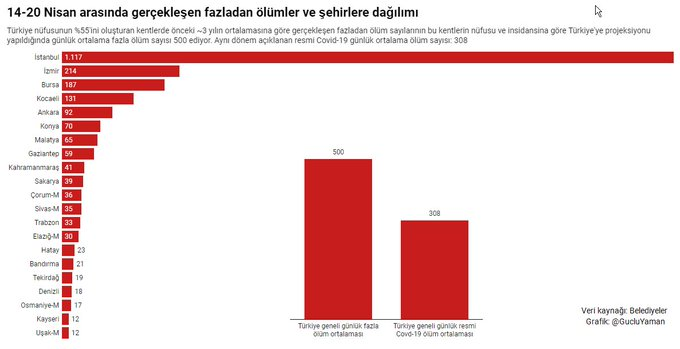 14-20 Nisan arasında gerçekleşen fazladan ölümler ve şehirlere dağılımı
Türkiye nüfusunun %55'ini oluşturan kentlerde önceki ~3 yılın ortalamasına göre gerçekleşen fazladan ölüm sayılarının bu kentlerin nüfusu ve insidansina göre Türkiye'ye projeksiyonu
yapıldığında günlük ortalama fazla ölüm sayısı 500 ediyor. Aynı dönem açıklanan resmi Covid-19 günlük ortalama ölüm sayısı: 308
İstanbul 1.117
İzmir 214
Bursa 187
Kocaeli 131
Ankara 92
Konya 70
Malatya 65
Gaziantep 59
Kahramanmaraş 41
Sakarya 39
Çorum-M 36
Sivas-M 35
Trabzon 33
Elazığ-M 30
Hatay 23
Bandırma 21
Tekirdağ 19
Denizli 18
Osmaniye-M 17
Kayseri 12
Uşak-M 12
500
308
Türkiye geneli günlük fazla
ölüm ortalaması
Türkiye geneli günlük resmi
Covd-19 ölüm ortalaması
Veri kaynağı: Belediyeler
Grafik: @GucluYaman